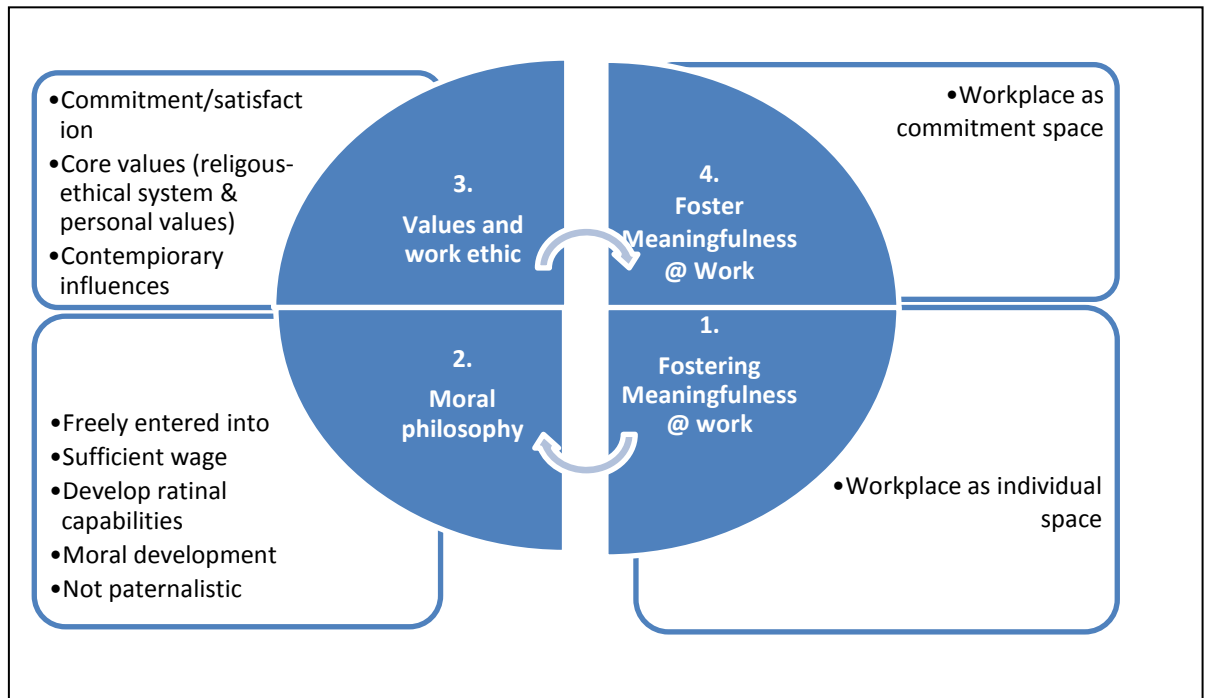 •Commitment/satisfact
ion
•Core values (religous-
ethical system &
personal values)
•Contempiorary
influences
3.
Values and
work ethic
4.
Foster
Meaningfulness
@ Work
•Workplace as
commitment space
•Freely entered into
•Sufficient wage
•Develop ratinal
capabilities
•Moral development
•Not paternalistic
2.
Moral
philosophy
1.
Fostering
Meaningfulness
@ work
•Workplace as individual
space